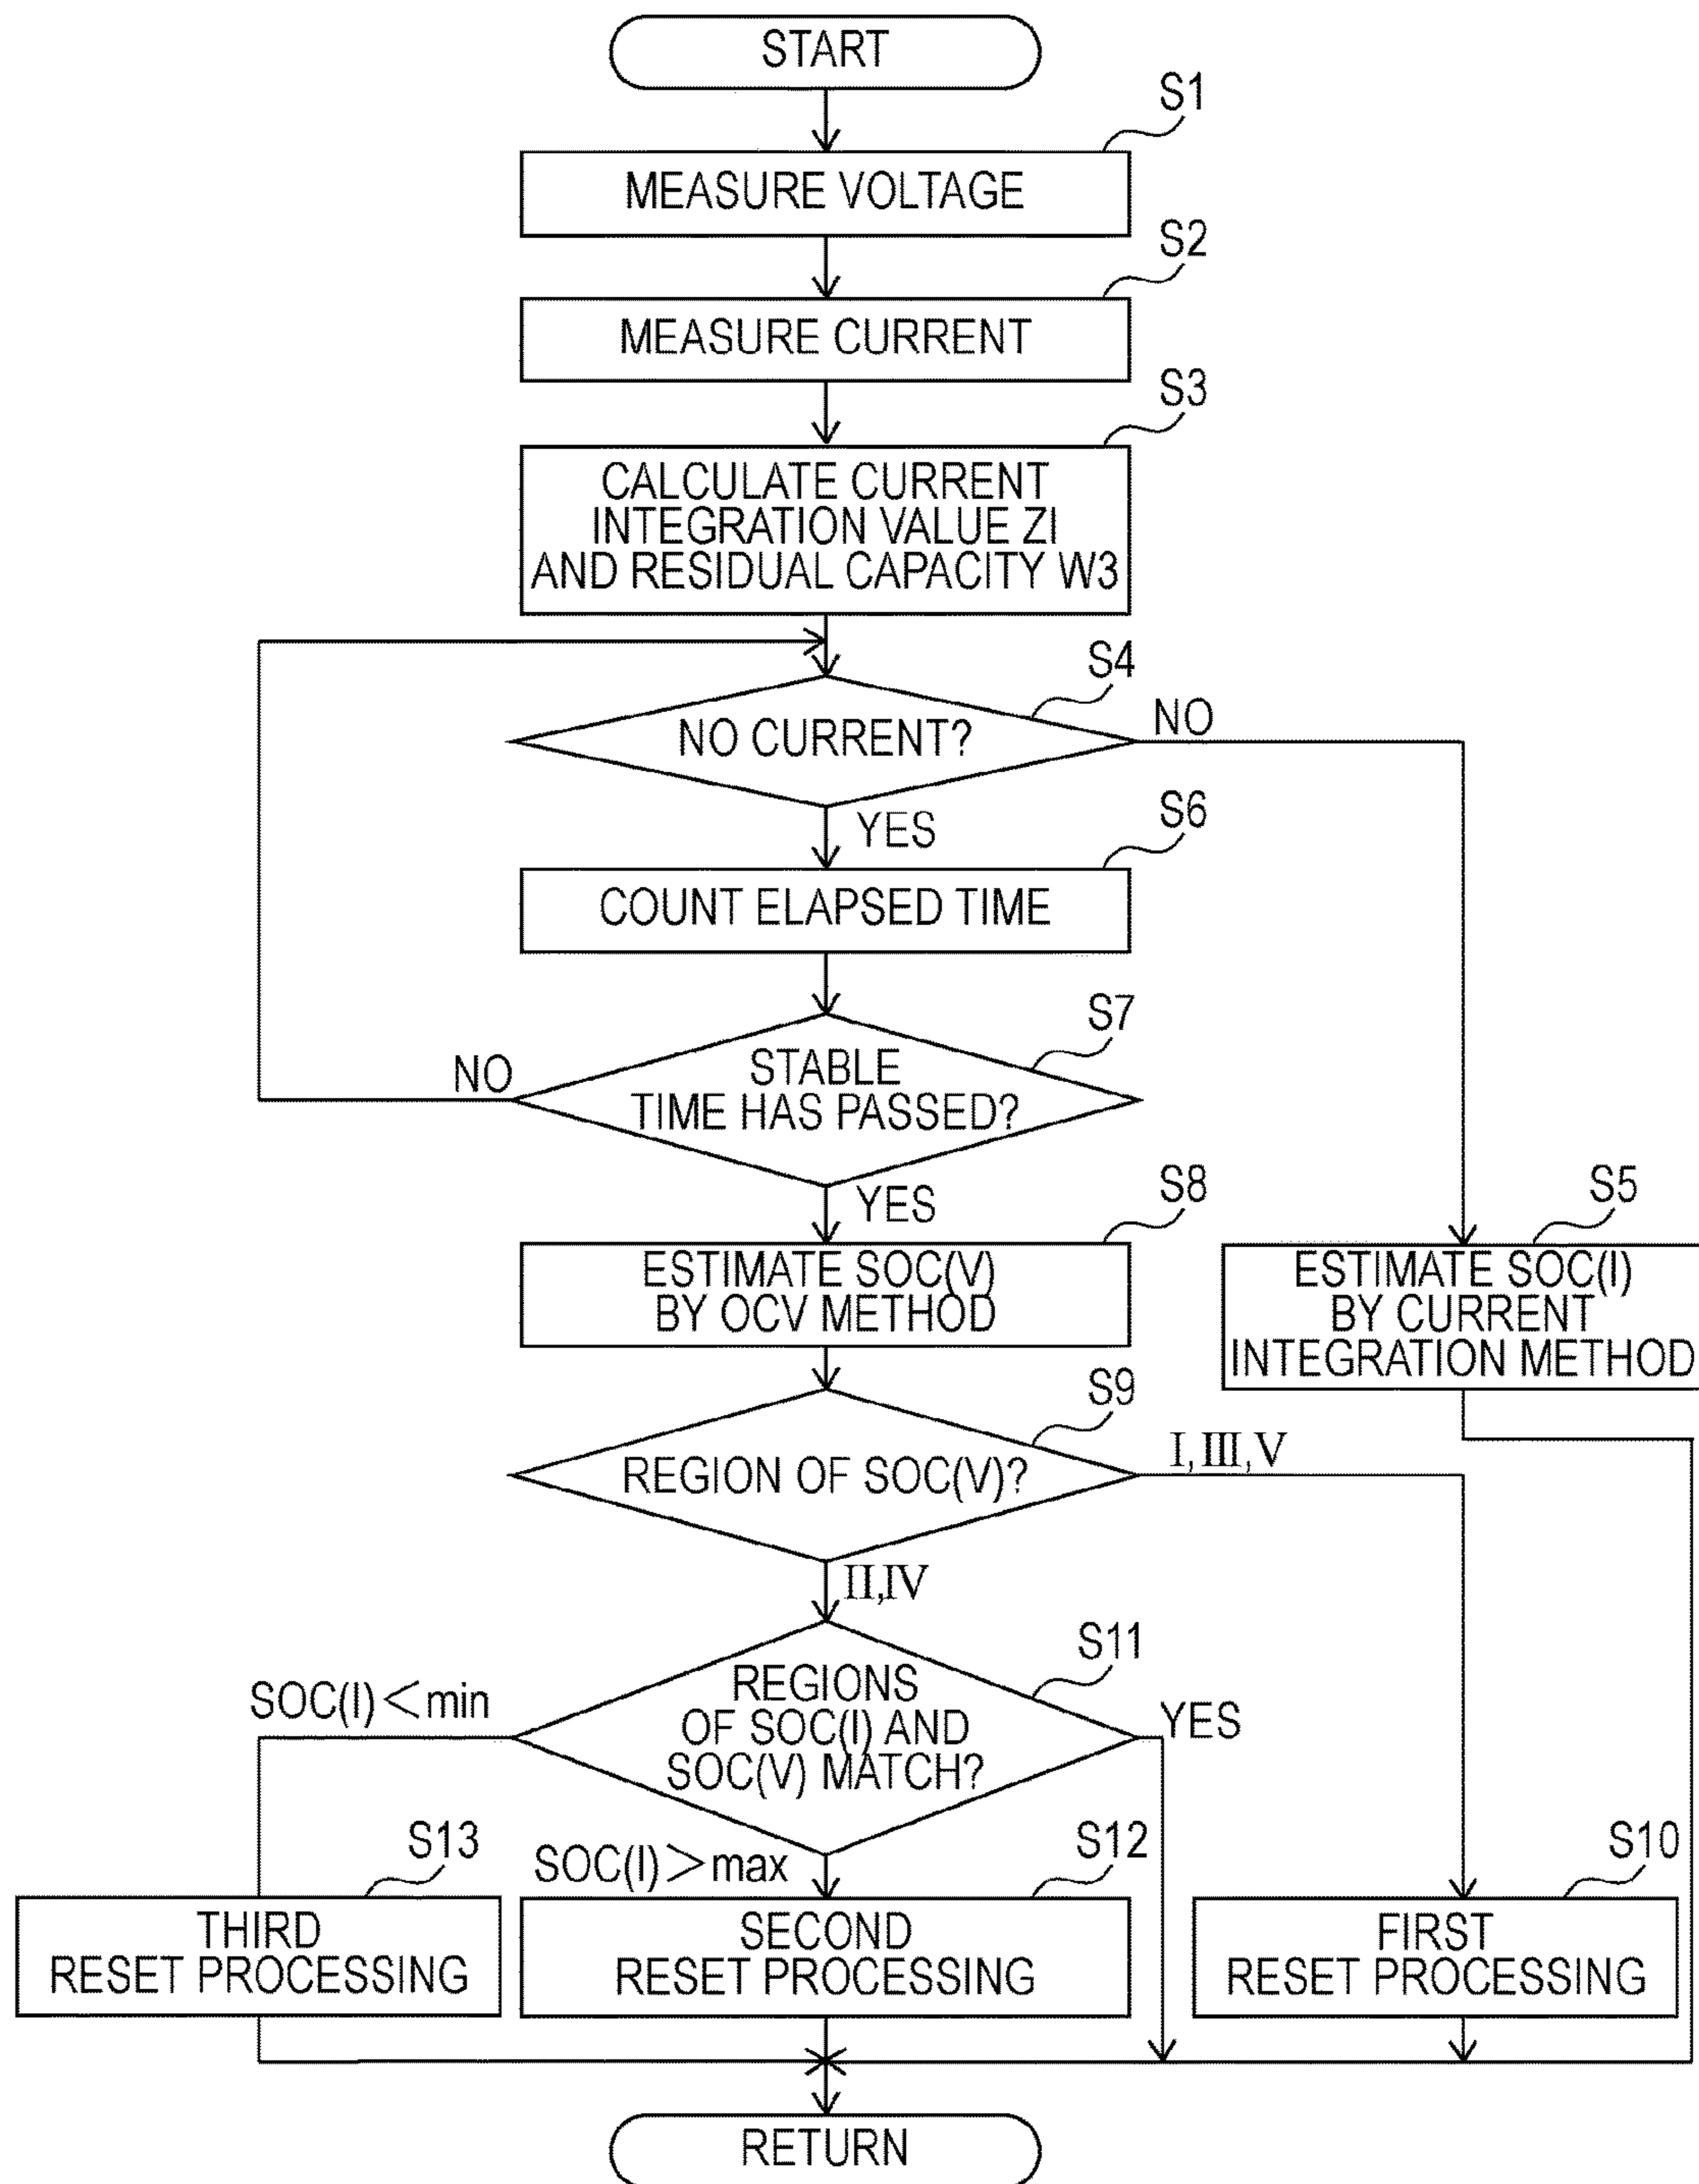 START
S1
MEASURE VOLTAGE
S2
MEASURE CURRENT
S3
CALCULATE CURRENT
INTEGRATION VALUE ZI
AND RESIDUAL CAPACITY W3
S4
NO CURRENT?
NO
YES
S6
COUNT ELAPSED TIME
S7
STABLE
TIME HAS PASSED?
NO
YES
S8
ESTIMATE SOC(V)
BY OCV METHOD
S5
ESTIMATE SOC(I)
BY CURRENT
INTEGRATION METHOD
S9
REGION OF SOC(V)?
I, III, V
II,IV
S11
REGIONS
OF SOC(I) AND
SOC(V) MATCH?
SOC(I)<min
YES
SOC(I)>max
S13
THIRD
RESET PROCESSING
S12
SECOND
RESET PROCESSING
S10
FIRST
RESET PROCESSING
RETURN